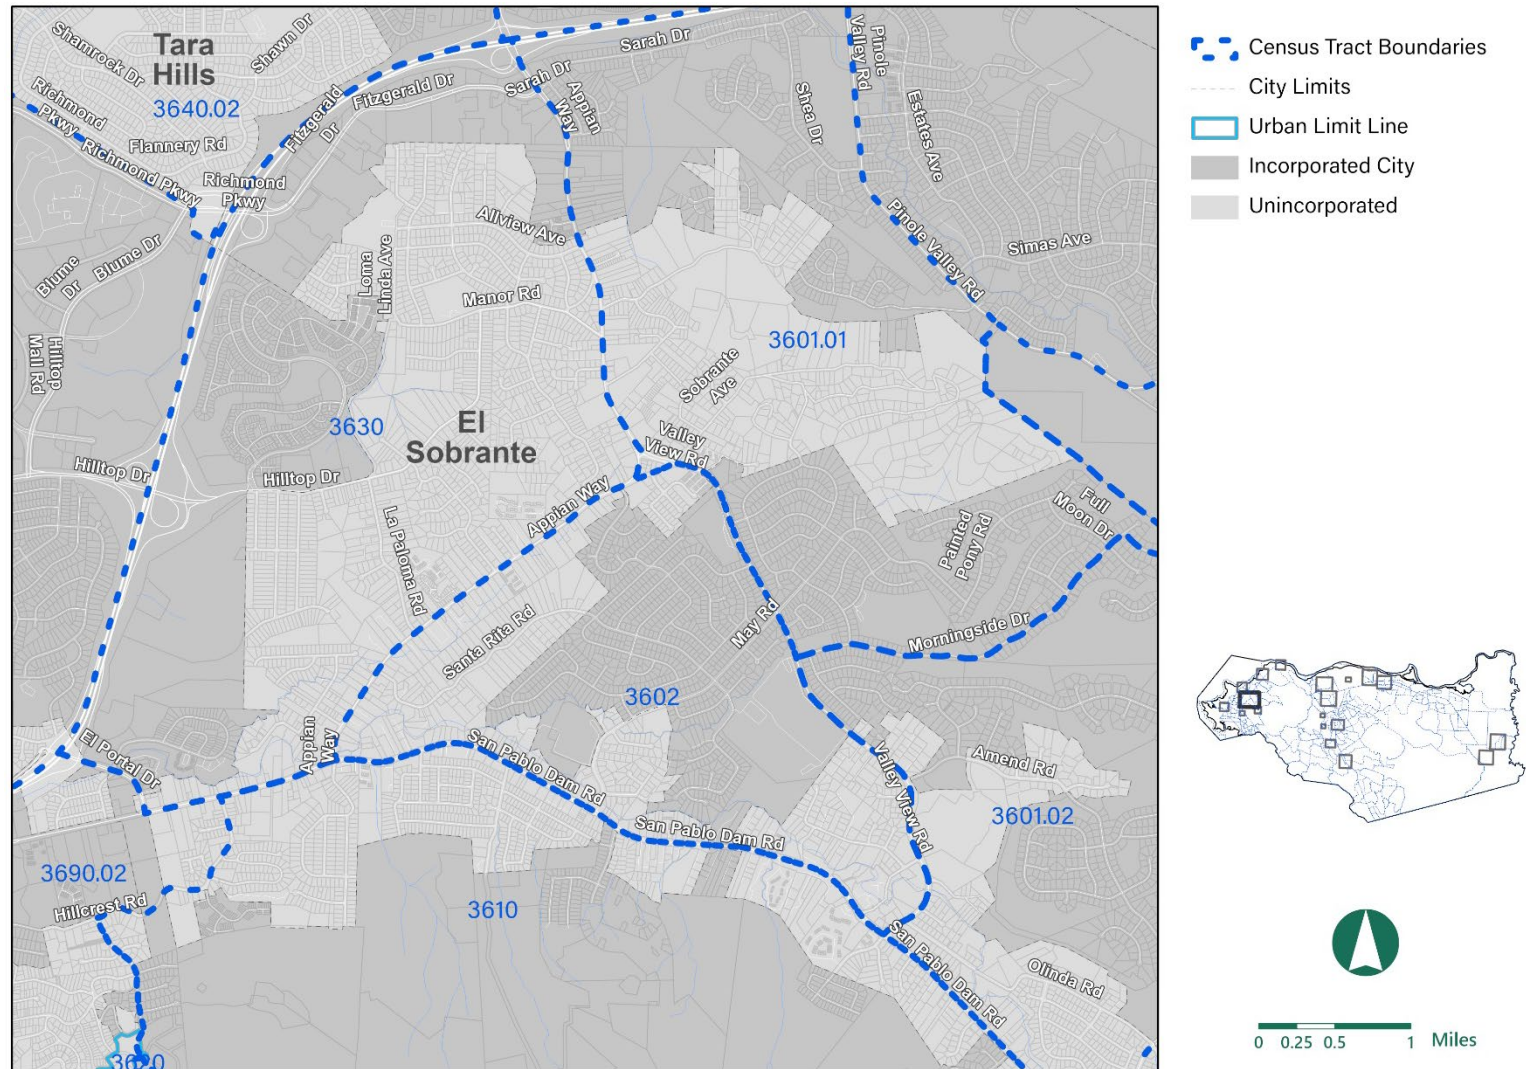 Tara
Hills
3640.02
Shamrock Dr
Shawn Dr
Richmond
Pkwy
Richmond Pkwy
Flannery Rd
Richmond
Pkwy
Fitzgerald
Dr
Fitzgerald Dr
Sarah Dr
Sarah Dr
Appian
Way
Pinole
Valley Rd
Shea Dr
Estates Ave
Pinole Valley Rd
Simas Ave
Blume
Dr
Blume Dr
Loma
Linda Ave
Allview Ave
Manor Rd
3601.01
Hilltop
Mall Rd
Sobrante
Ave
3630
El
Sobrante
Valley
View Rd
Hilltop Dr
Hilltop Dr
Appian Way
La Paloma Rd
Full
Moon Dr
Painted
Pony Rd
Santa Rita Rd
May Rd
Morningside Dr
3602
Appian
Way
El Portal Dr
San Pablo Dam Rd
Valley View Rd
Amend Rd
3601.02
San Pablo Dam Rd
3690.02
Hillcrest Rd
3610
San Pablo Dam Rd
Olinda Rd
3620
Census Tract Boundaries
City Limits
Urban Limit Line
Incorporated City
Unincorporated
0 0.25 0.5 1 Miles